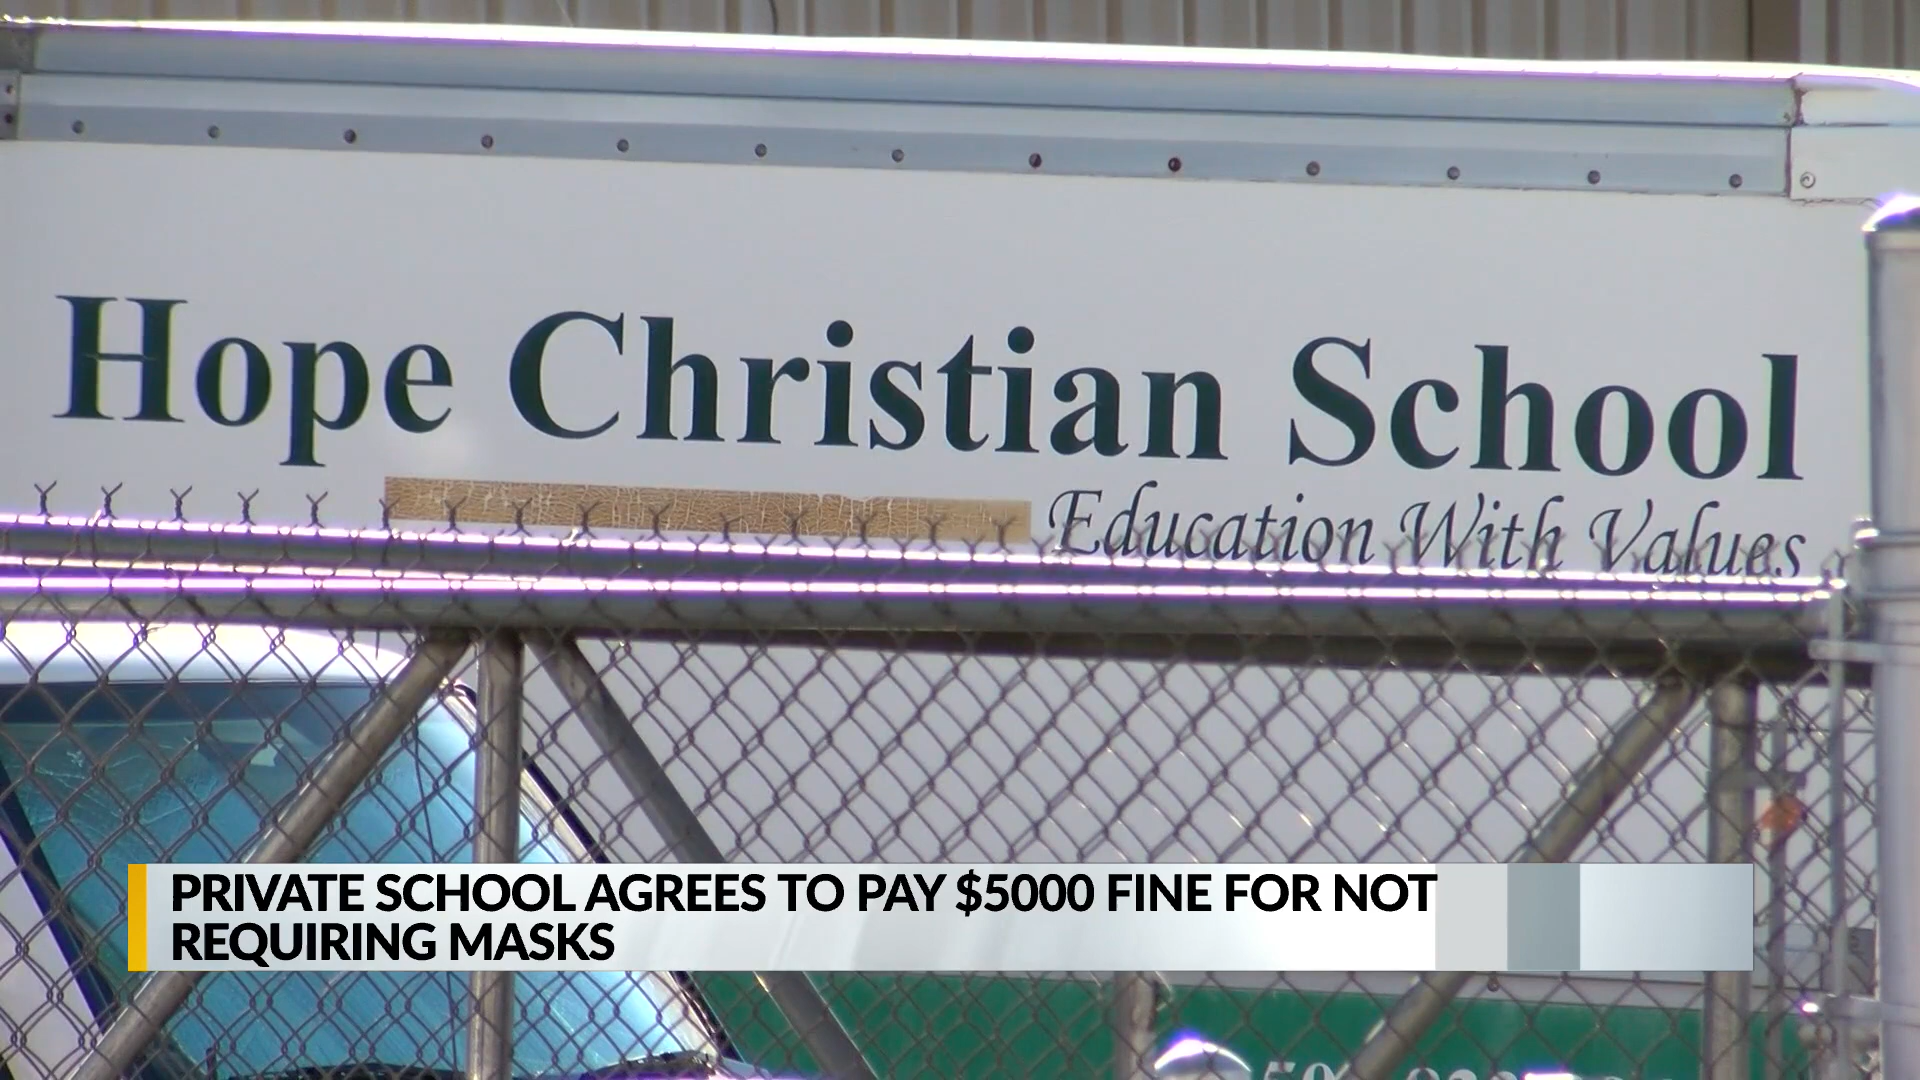 Hope Christian School
Education With Values
PRIVATE SCHOOL AGREES TO PAY $5000 FINE FOR NOT
REQUIRING MASKS